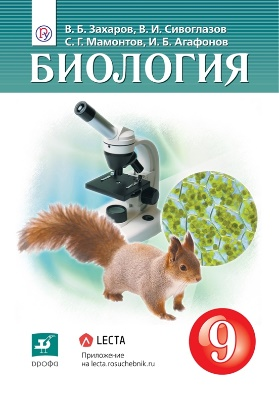 В. Б. Захаров, В. И. Сивоглазов
С. Г. Мамонтов, И. Б. Агафонов
БИОЛОГИЯ
9
ДРОФА
LECTA
Приложение
на lecta.rosuchebnik.ru